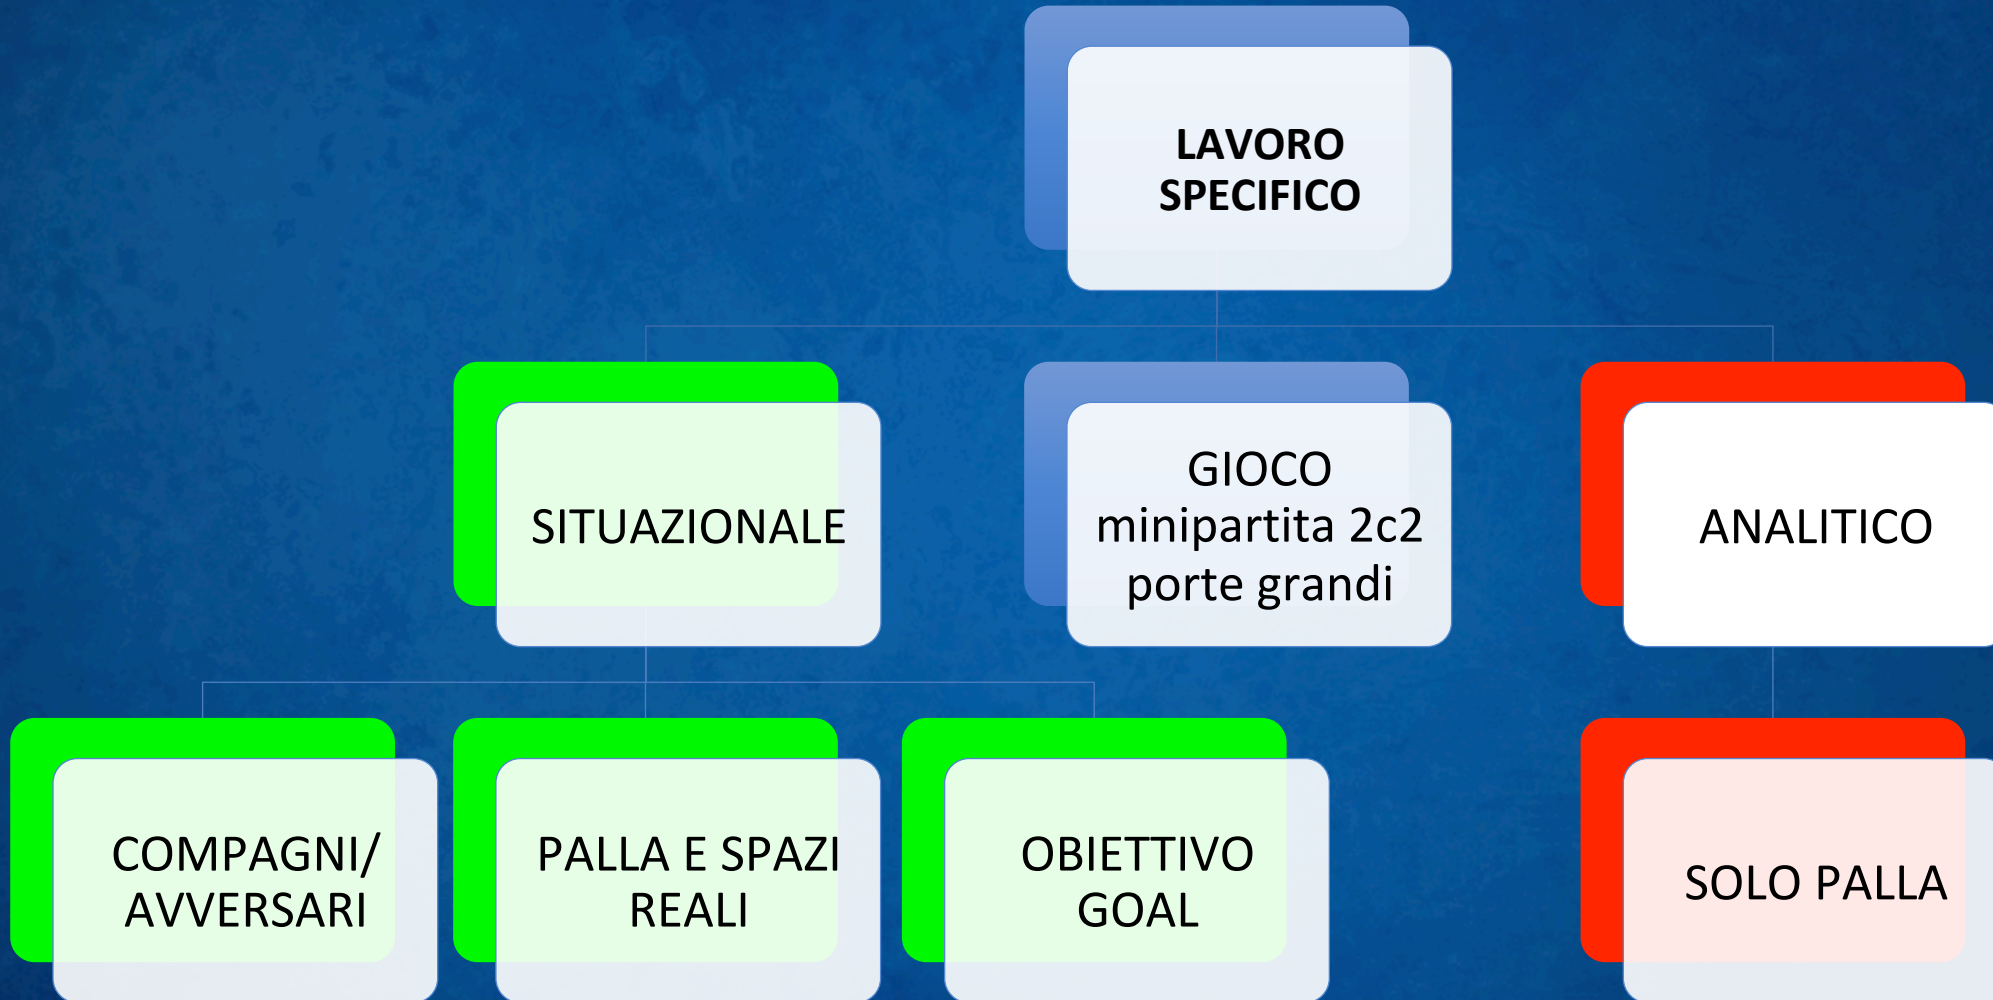 LAVORO
SPECIFICO
SITUAZIONALE
GIOCO
minipartita 2c2
porte grandi
ANALITICO
COMPAGNI/
AVVERSARI
PALLA E SPAZI
REALI
OBIETTIVO
GOAL
SOLO PALLA